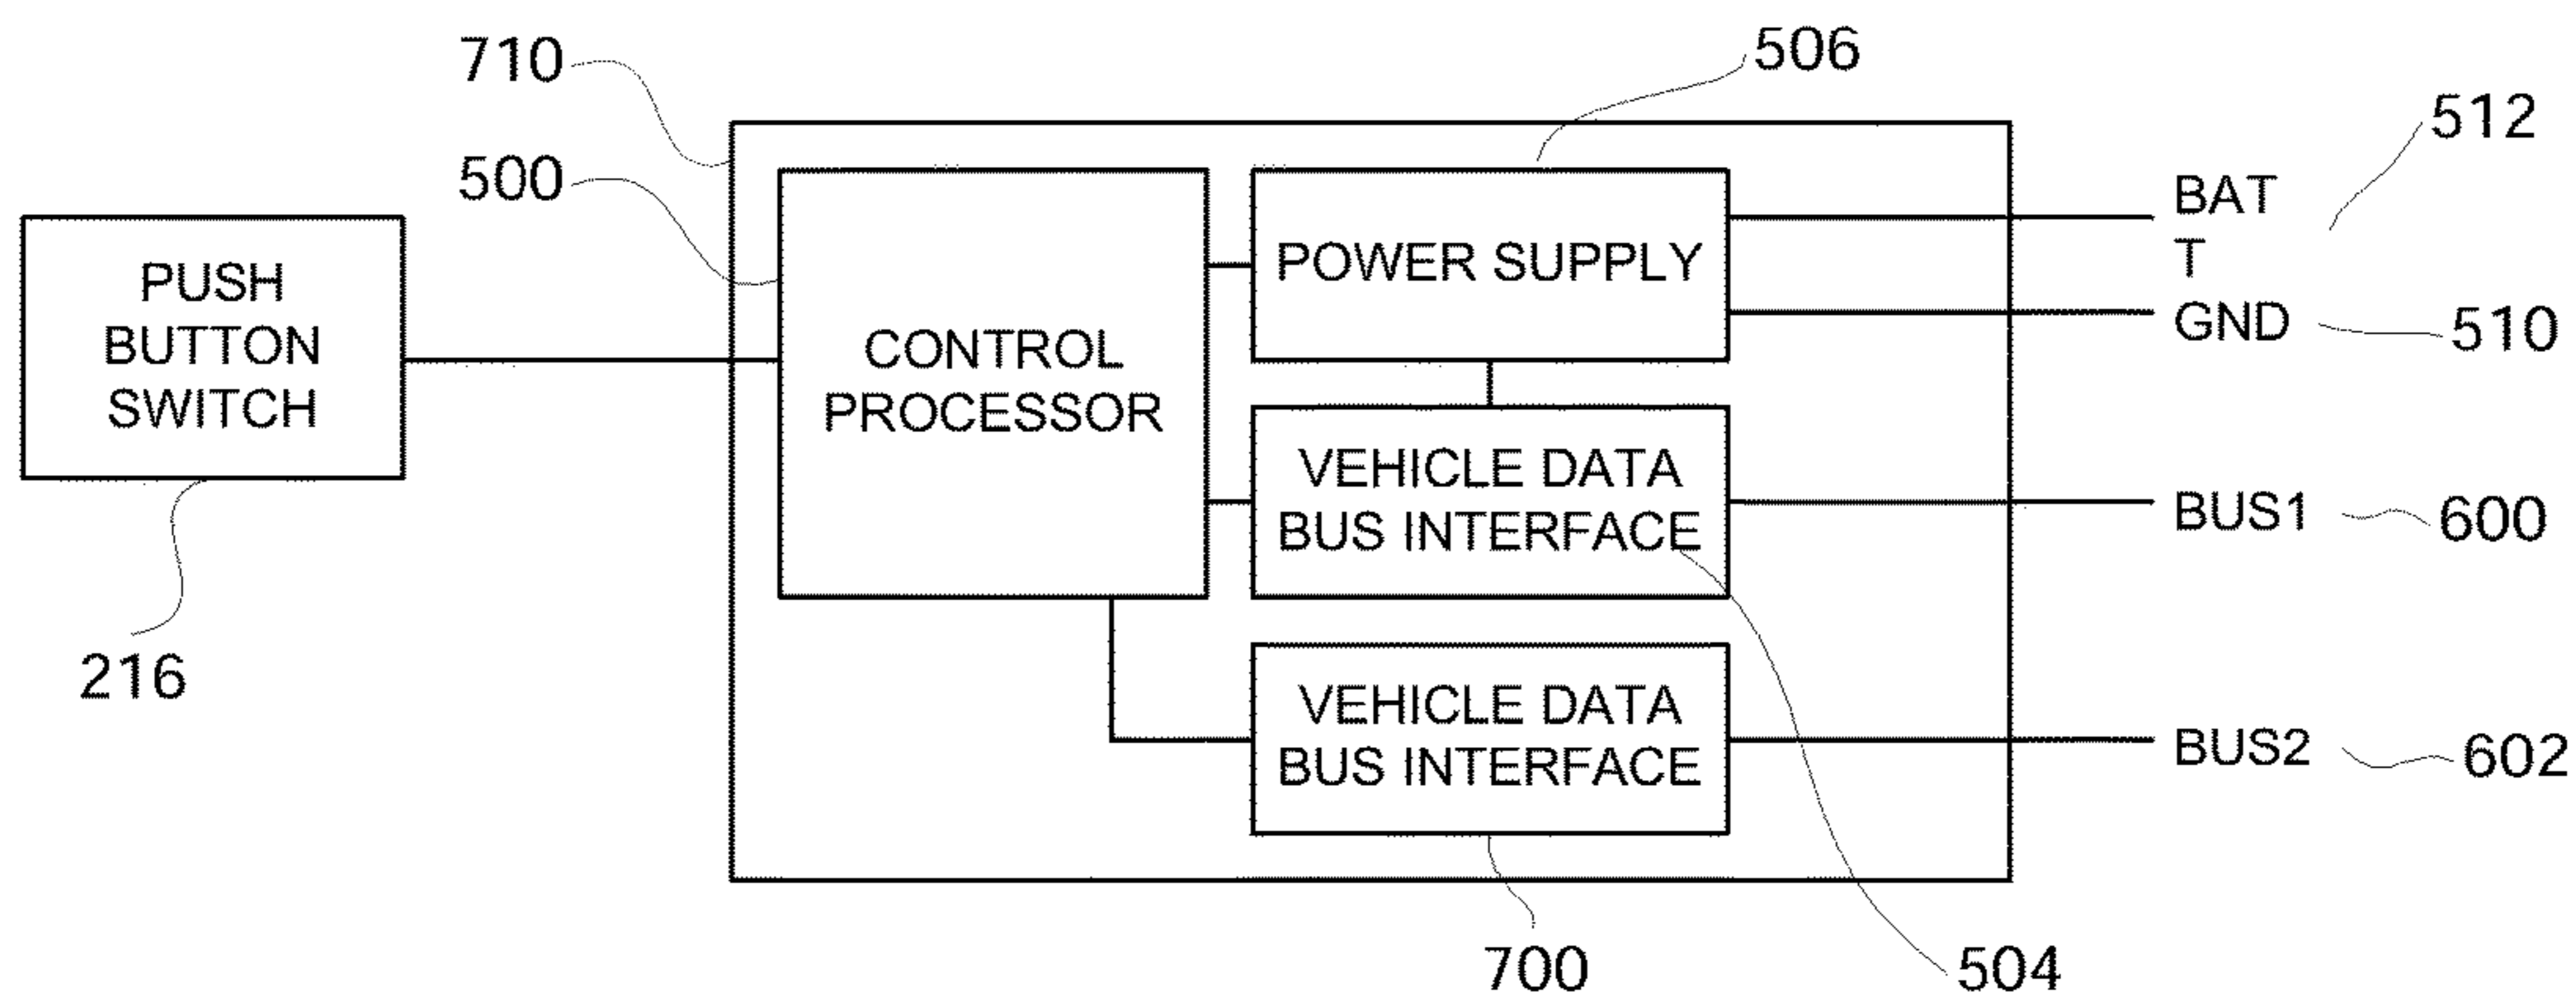 710
506
512
500
BAT
T
PUSH
BUTTON
SWITCH
POWER SUPPLY
GND
510
CONTROL
PROCESSOR
VEHICLE DATA
BUS INTERFACE
BUS1
600
216
VEHICLE DATA
BUS INTERFACE
BUS2
602
700
504